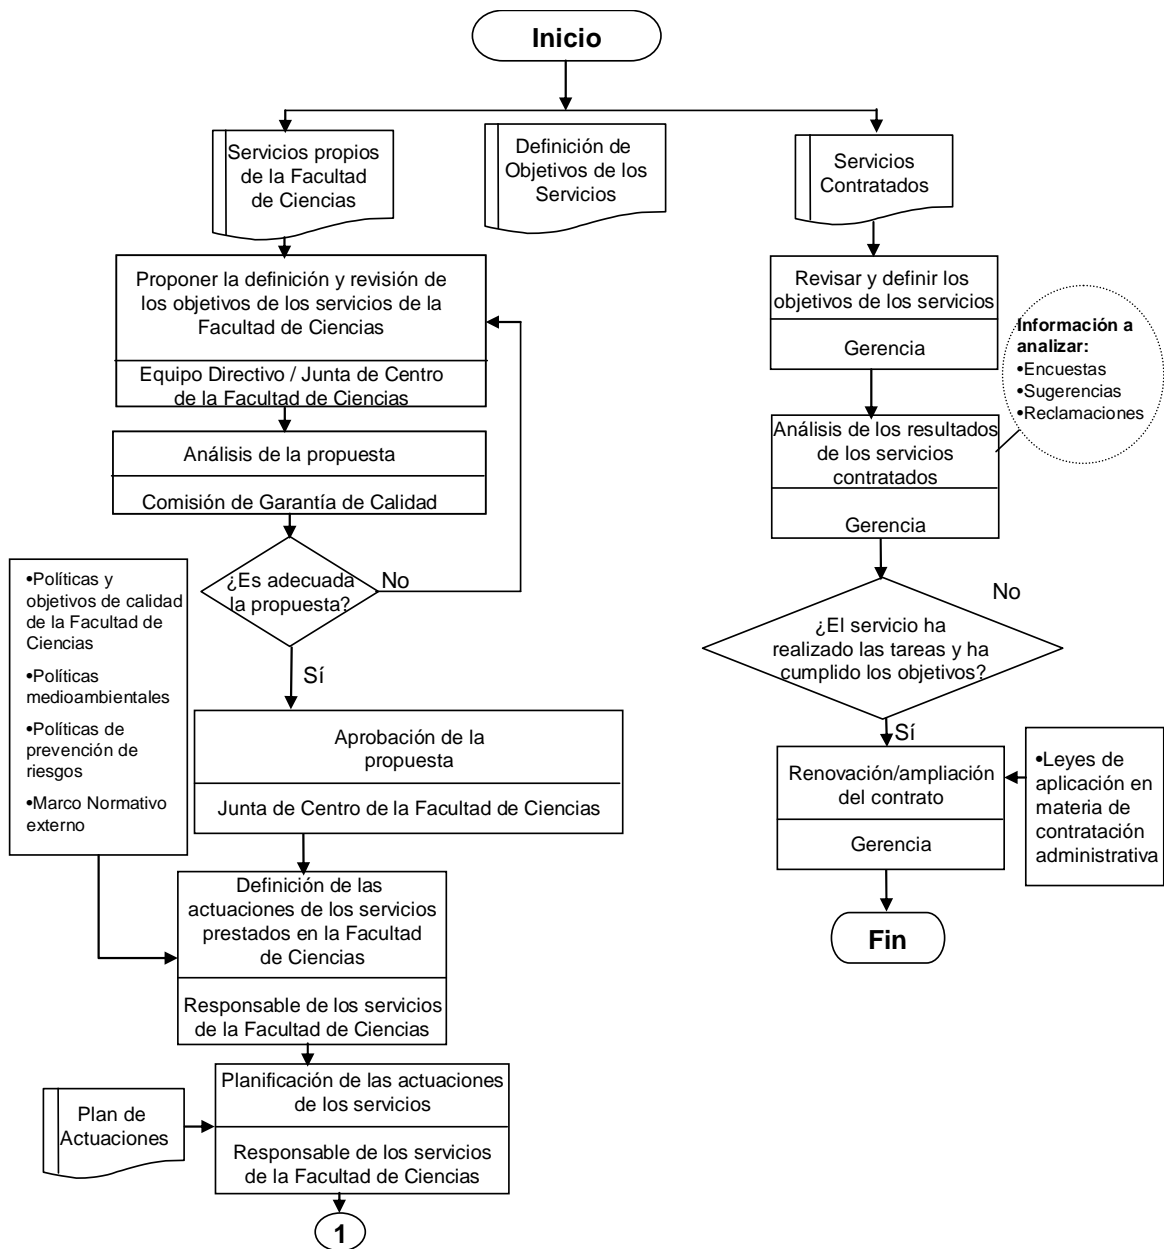 Inicio
Servicios propios
de la Facultad
de Ciencias
Definición de
Objetivos de los
Servicios
Servicios
Contratados
Proponer la definición y revisión de
los objetivos de los servicios de la
Facultad de Ciencias
Equipo Directivo / Junta de Centro
de la Facultad de Ciencias
Análisis de la propuesta
Comisión de Garantía de Calidad
¿Es adecuada
la propuesta?
No
Sí
•Políticas y
objetivos de calidad
de la Facultad de
Ciencias
•Políticas
medioambientales
•Políticas de
prevención de
riesgos
•Marco Normativo
externo
Aprobación de la
propuesta
Junta de Centro de la Facultad de Ciencias
Definición de las
actuaciones de los servicios
prestados en la Facultad
de Ciencias
Responsable de los servicios
de la Facultad de Ciencias
Plan de
Actuaciones
Planificación de las actuaciones
de los servicios
Responsable de los servicios
de la Facultad de Ciencias
1
Revisar y definir los
objetivos de los servicios
Gerencia
Información a
analizar:
•Encuestas
•Sugerencias
•Reclamaciones
Análisis de los resultados
de los servicios
contratados
Gerencia
No
¿El servicio ha
realizado las tareas y ha
cumplido los objetivos?
Sí
Renovación/ampliación
del contrato
Gerencia
•Leyes de
aplicación en
materia de
contratación
administrativa
Fin